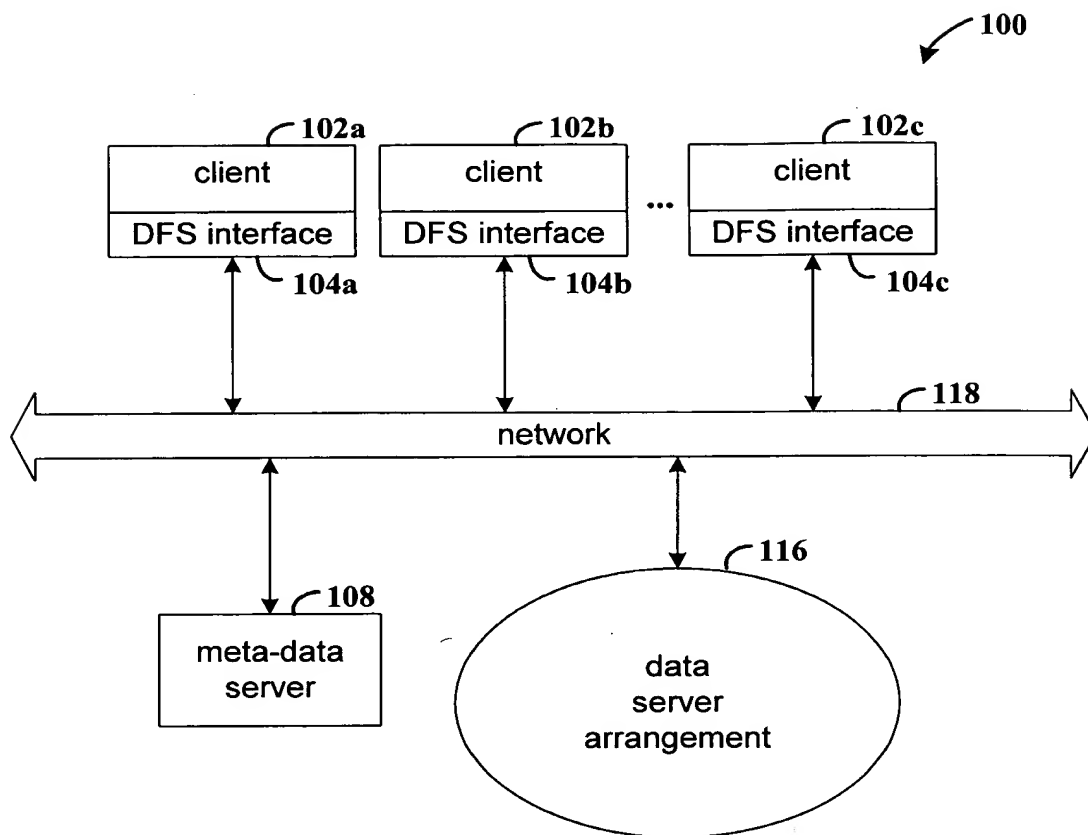 100
102a
102b
102c
client
client
client
...
DFS interface
DFS interface
DFS interface
104a
104b
104c
118
network
116
108
meta-data
server
data
server
arrangement